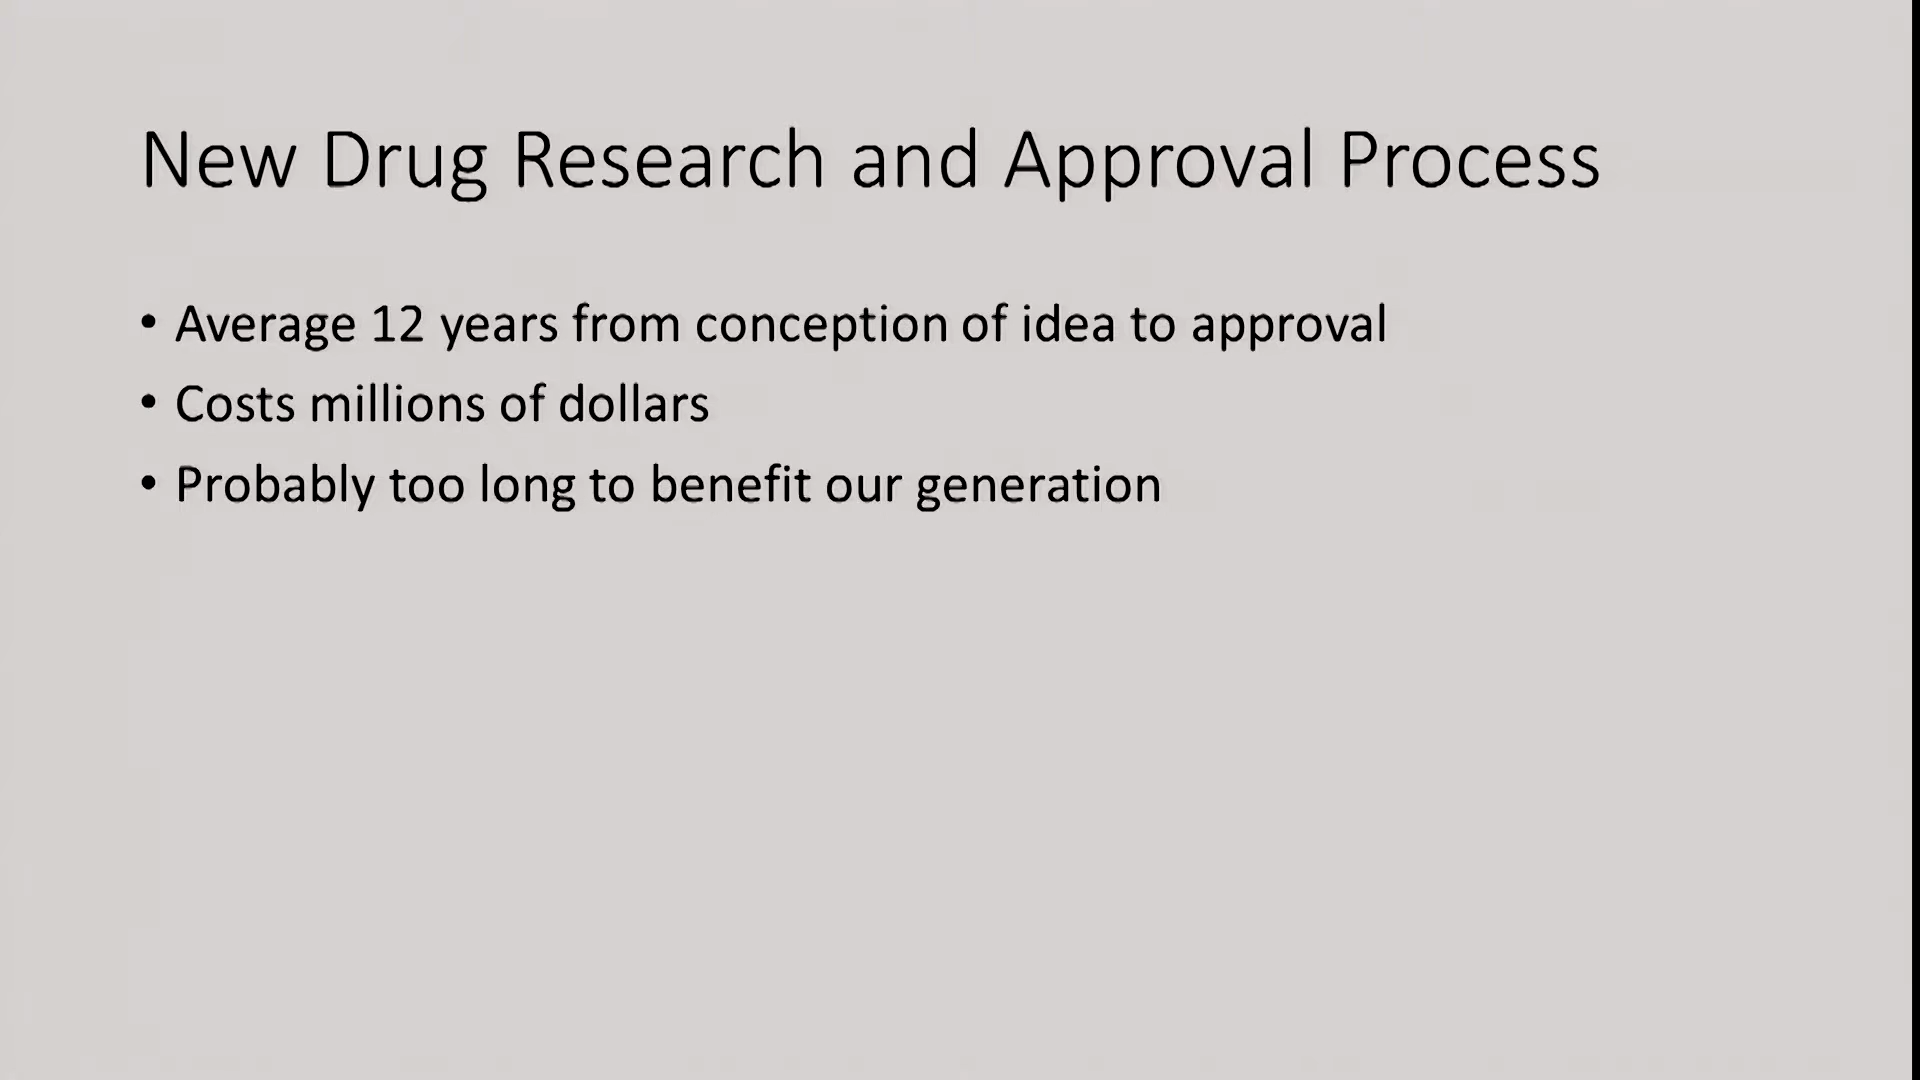 New Drug Research and Approval Process
• Average 12 years from conception of idea to approval
• Costs millions of dollars
• Probably too long to benefit our generation